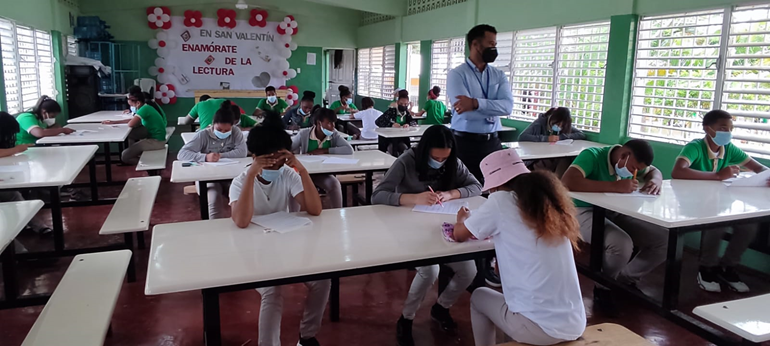 EN SAN VALENTÍN
ENAMÓRATE
DE LA
LECTURA